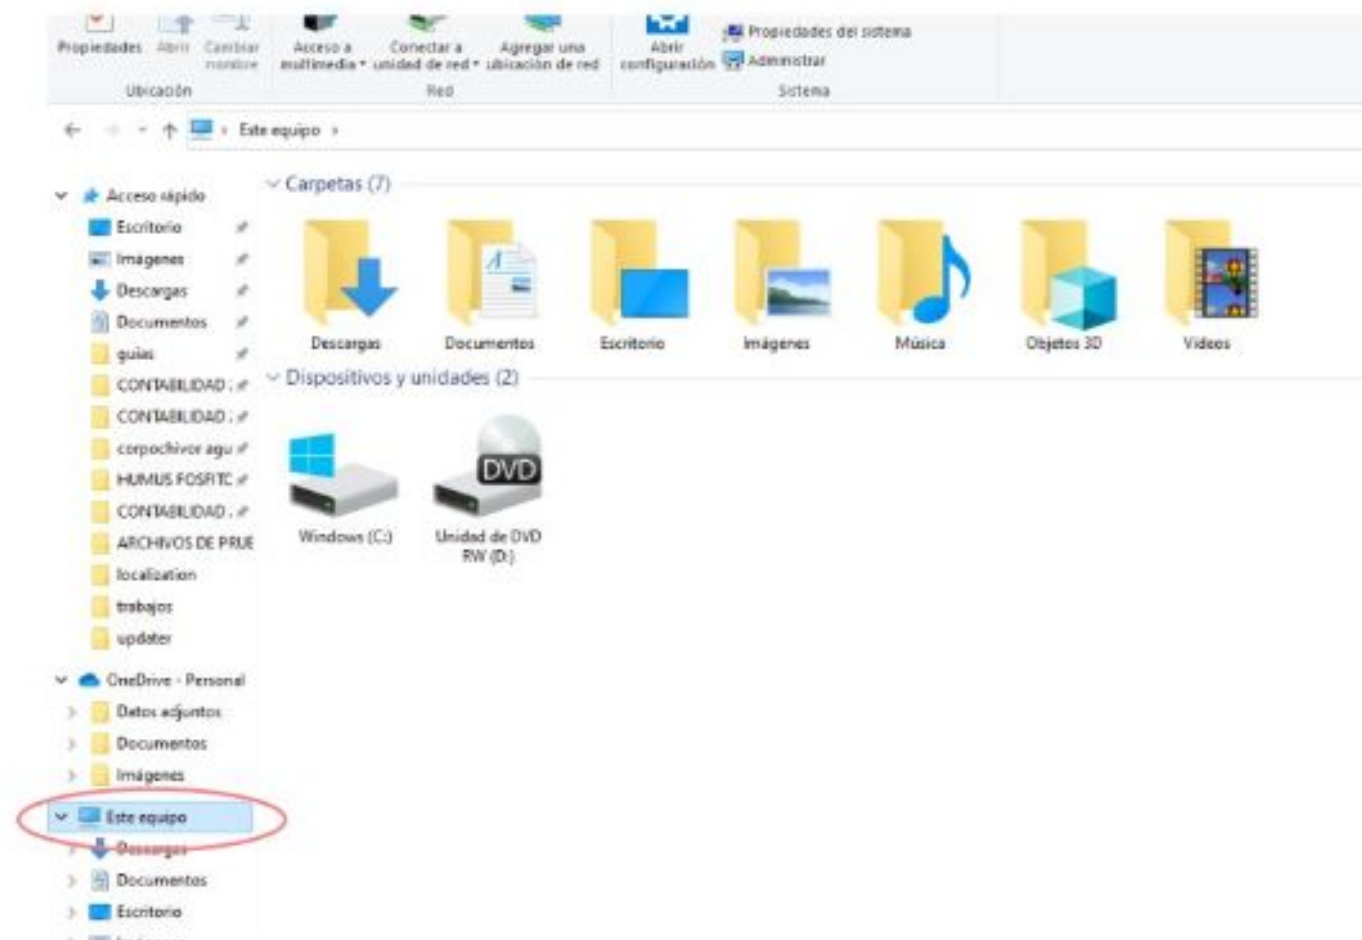 Propiedades Abrir Cambiar nombre
Acceso a multimedia Conectar a unidad de red Agregar una ubicación de red
Abrir configuración
Propiedades del sistema
Administrar
Ubicación Red Sistema
Este equipo
Acceso rápido
Escritorio
Imágenes
Descargas
Documentos
guias
CONTABILIDAD
CONTABILIDAD
corpochivor agu
HUMUS FOSFITC
CONTABILIDAD
ARCHIVOS DE PRUE
localization
trabajos
updater
OneDrive - Personal
Datos adjuntos
Documentos
Imágenes
Este equipo
Descargas
Documentos
Escritorio
Imágenes
Carpetas (7)
Descargas Documentos Escritorio Imágenes Música Objetos 3D Videos
Dispositivos y unidades (2)
DVD
Windows (C:)
Unidad de DVD
RW (D:)